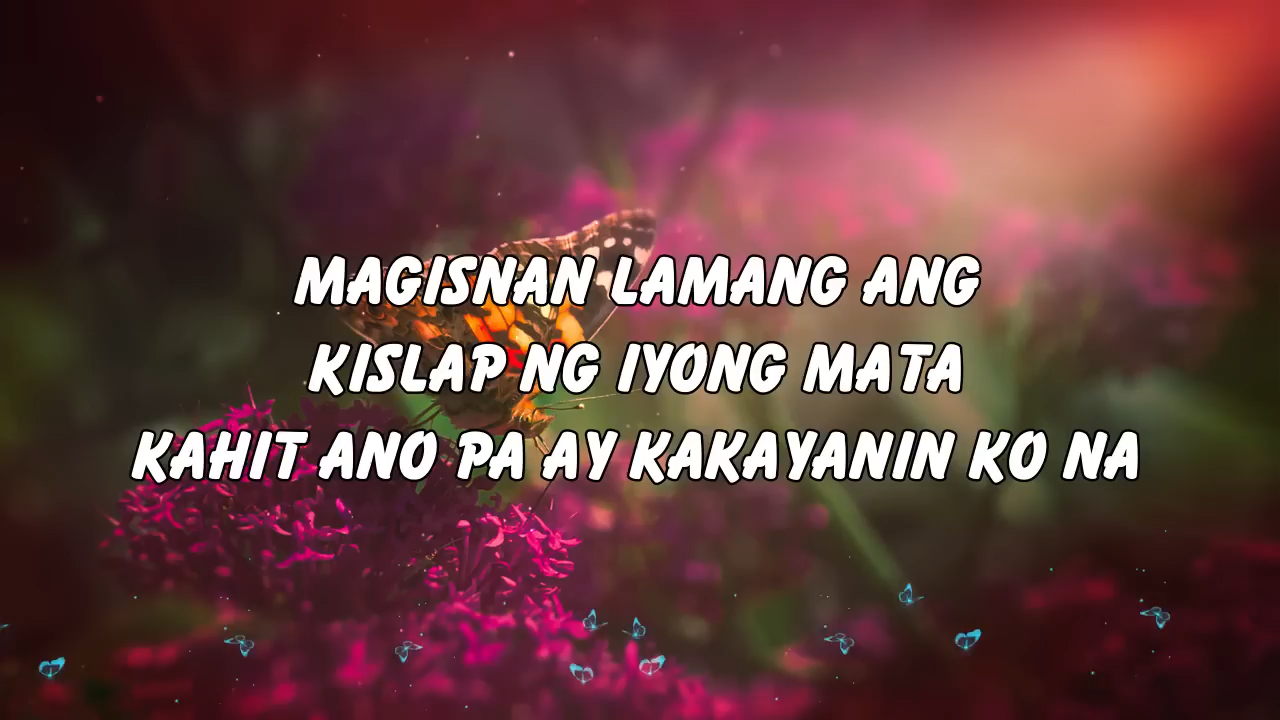 MAGISNAN LAMANG ANG
KISLAP NG IYONG MATA
KAHIT ANO PA AY KAKAYANIN KO NA